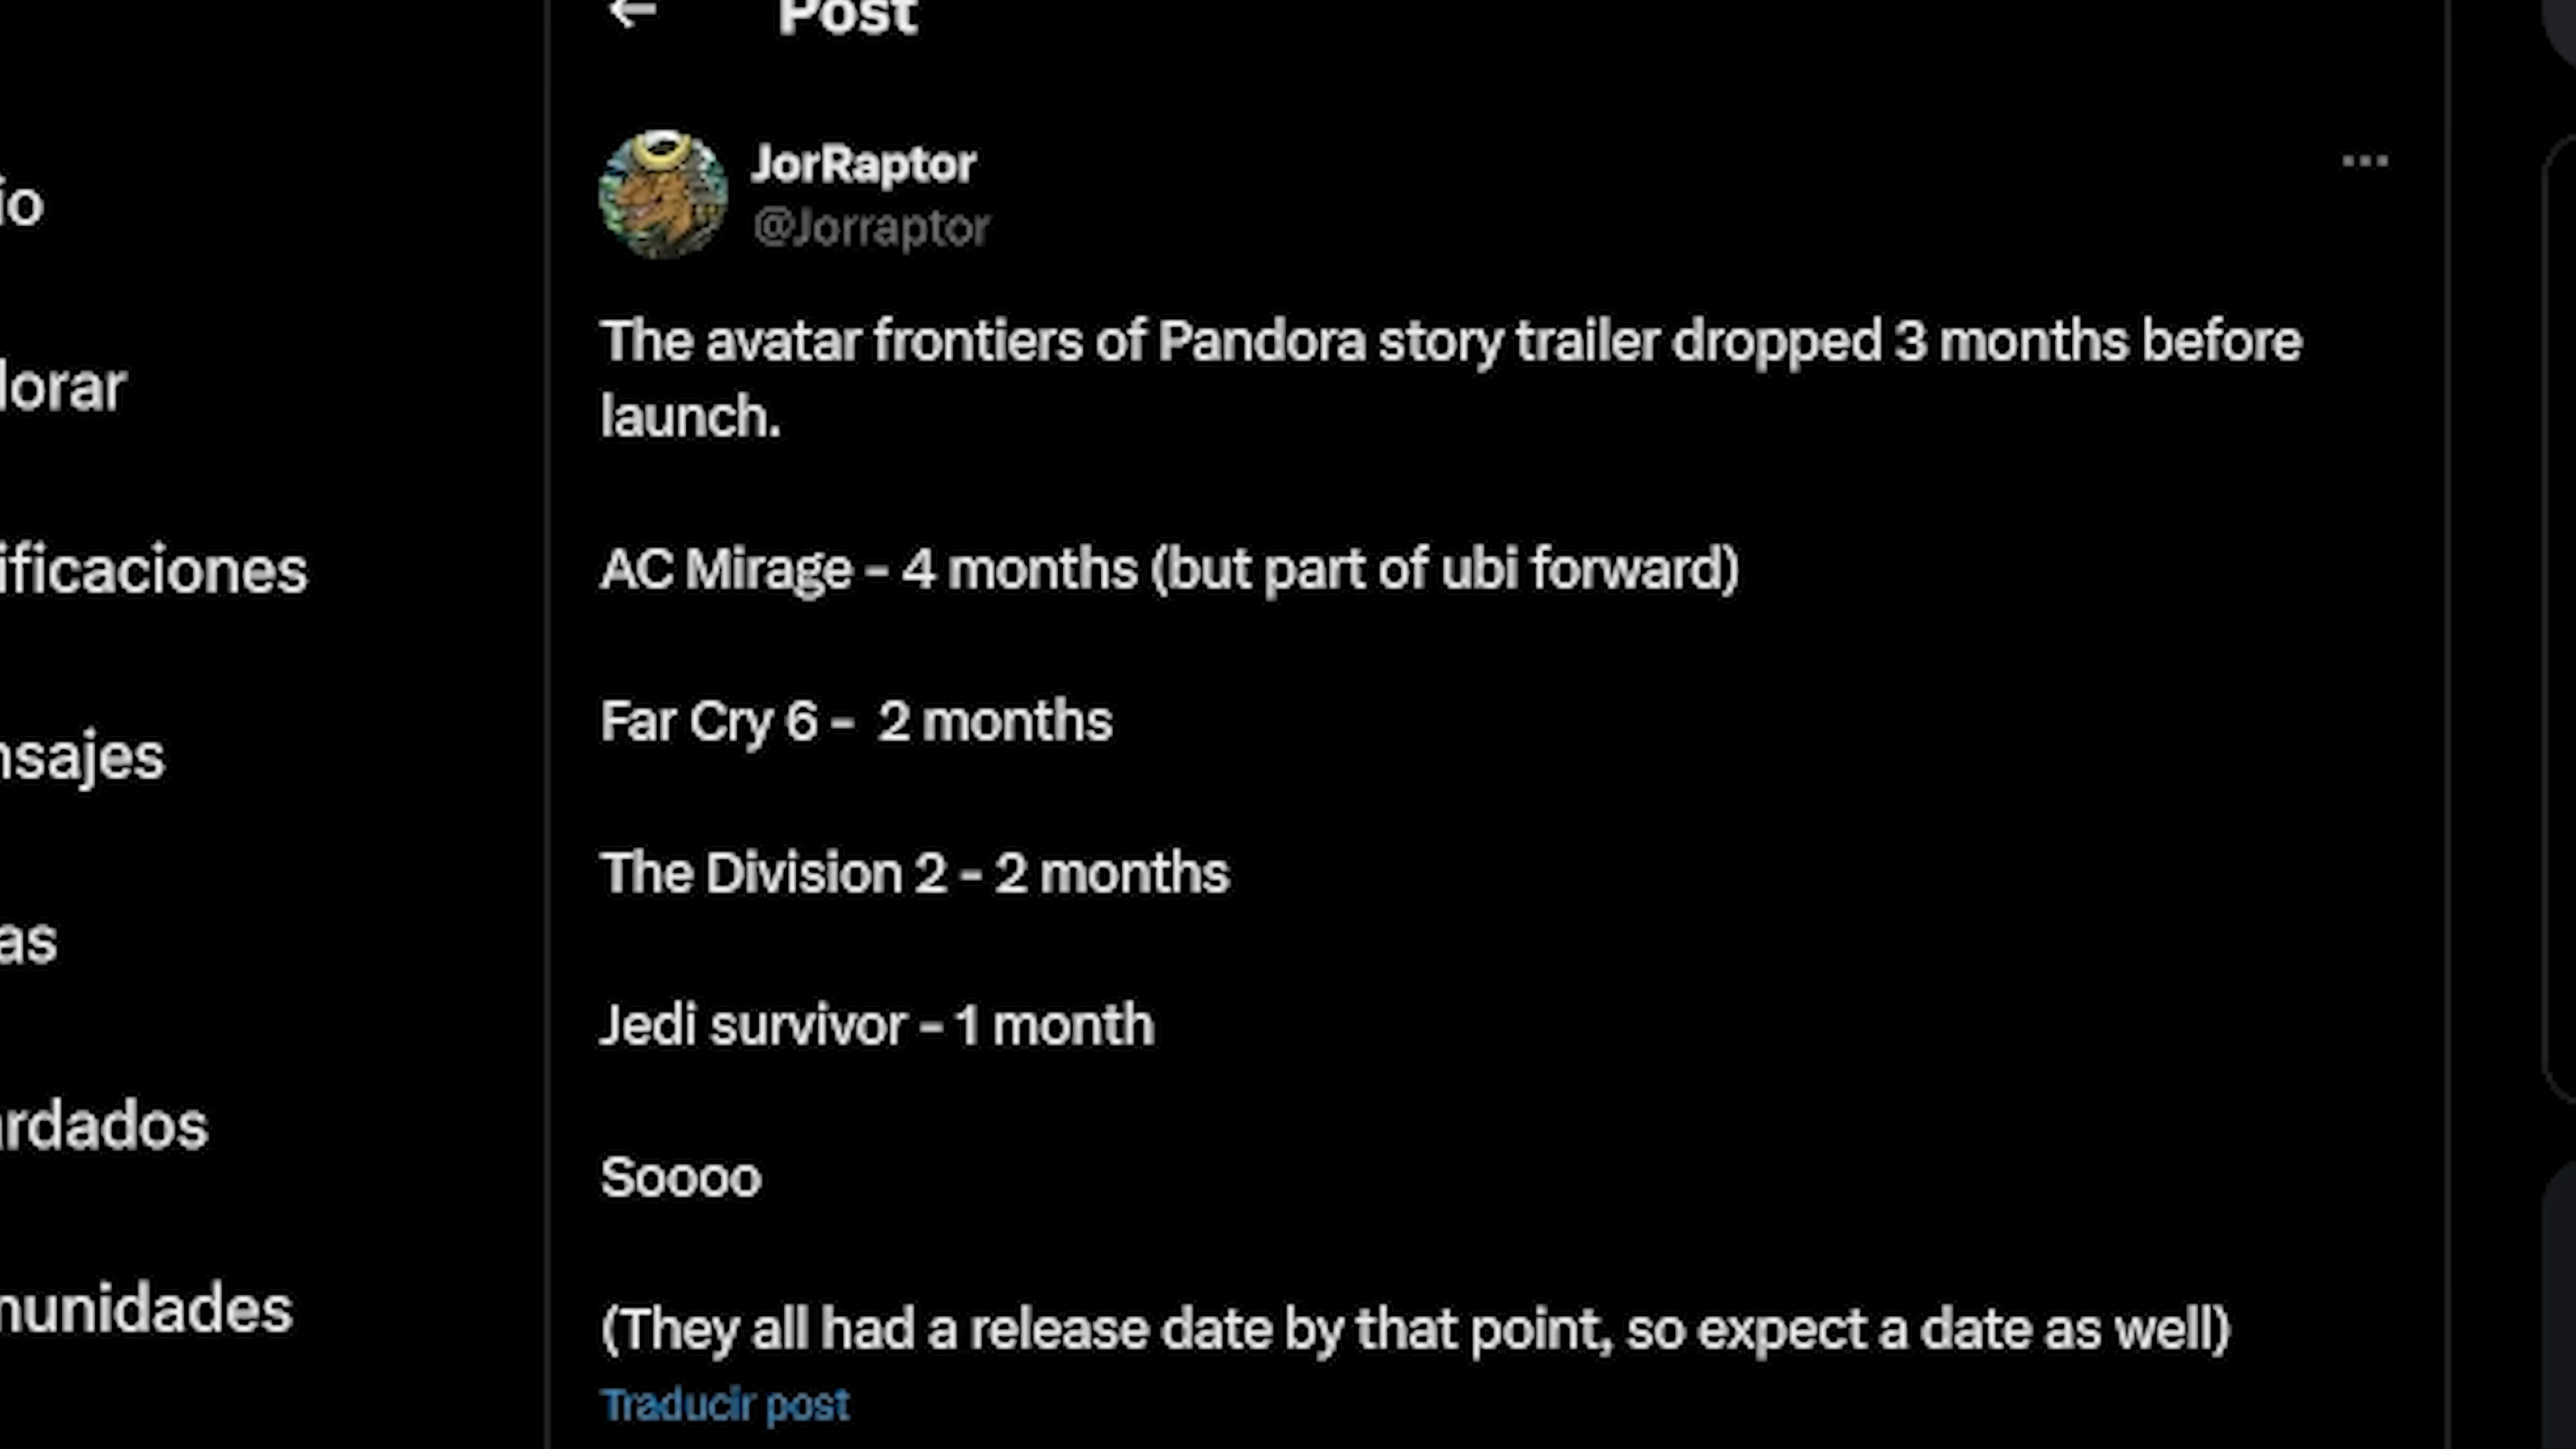 Post
JorRaptor
@Jorraptor
The avatar frontiers of Pandora story trailer dropped 3 months before
launch.
AC Mirage - 4 months (but part of ubi forward)
Far Cry 6 -  2 months
The Division 2 - 2 months
Jedi survivor - 1 month
Soooo
(They all had a release date by that point, so expect a date as well)
Traducir post
io
lorar
ificaciones
nsajes
as
ardados
munidades